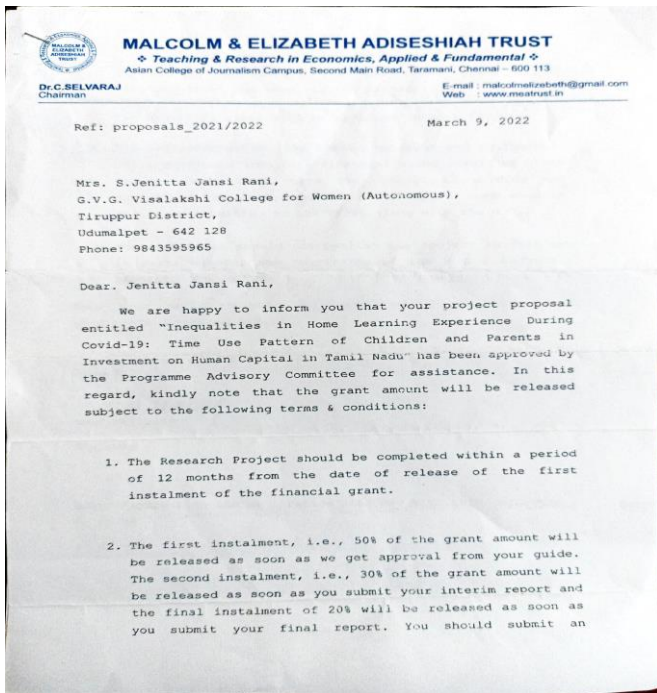 MALCOLM & ELIZABETH ADISESHIAH TRUST
MALCOLM &
ELIZABETH
ADISESHIAH
TRUST
❖ Teaching & Research in Economics, Applied & Fundamental ❖
Asian College of Journalism Campus, Second Main Road, Taramani, Chennai – 600 113
Dr.C.SELVARAJ
Chairman
E-mail : malcolmelizebeth@gmail.com
Web : www.meatrust.in
Ref: proposals_2021/2022
March 9, 2022
Mrs. S.Jenitta Jansi Rani,
G.V.G. Visalakshi College for Women (Autonomous),
Tiruppur District,
Udumalpet – 642 128
Phone: 9843595965
Dear. Jenitta Jansi Rani,
We are happy to inform you that your project proposal
entitled "Inequalities in Home Learning Experience During
Covid-19: Time Use Pattern of Children and Parents in
Investment on Human Capital in Tamil Nadu" has been approved by
the Programme Advisory Committee for assistance. In this
regard, kindly note that the grant amount will be released
subject to the following terms & conditions:
1. The Research Project should be completed within a period
of 12 months from the date of release of the first
instalment of the financial grant.
2. The first instalment, i.e., 50% of the grant amount will
be released as soon as we get approval from your guide.
The second instalment, i.e., 30% of the grant amount will
be released as soon as you submit your interim report and
the final instalment of 20% will be released as soon as
you submit your final report. You should submit an